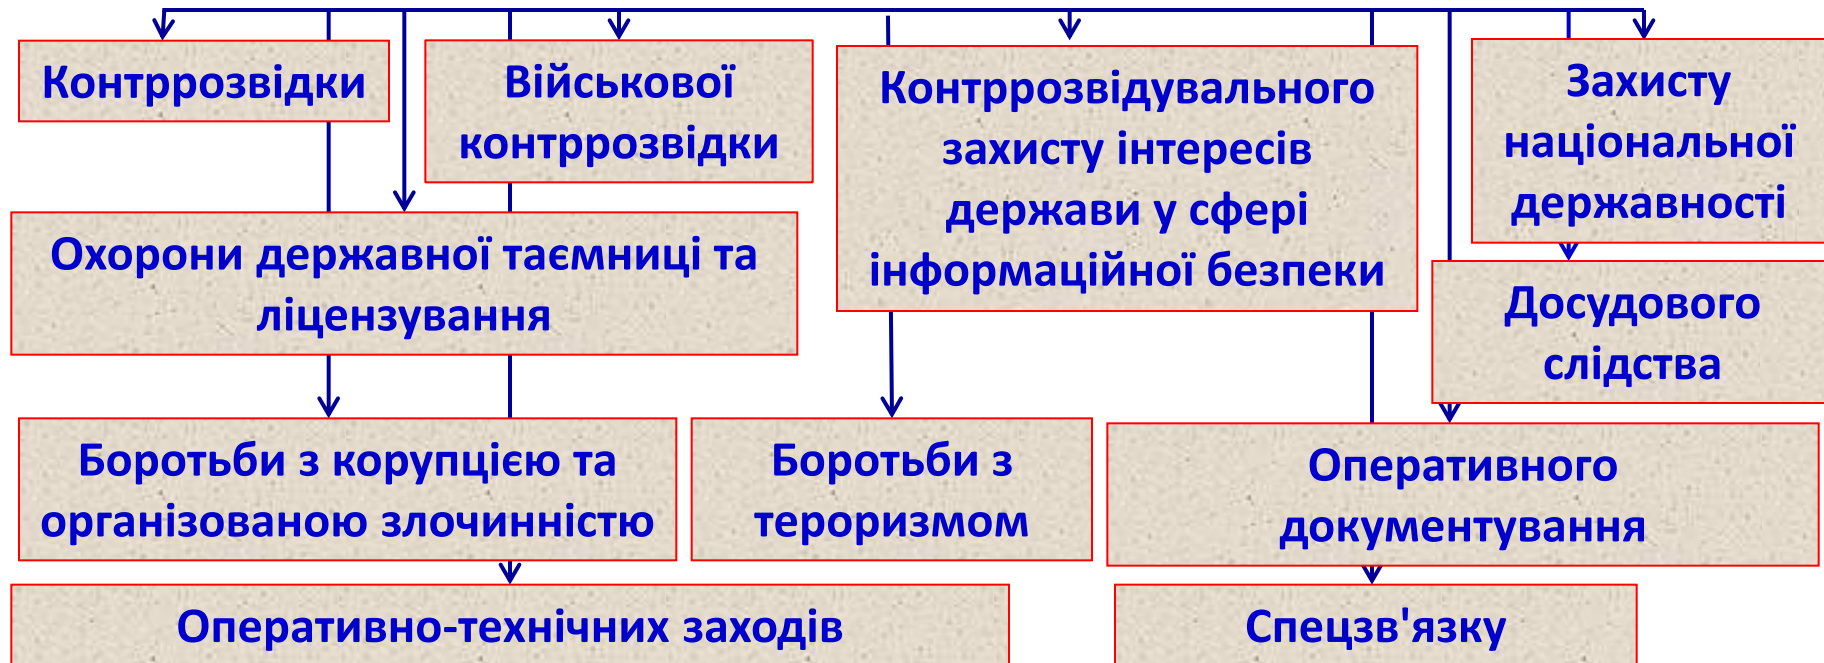 Контррозвідки
Військової
контррозвідки
Контррозвідувального
захисту інтересів
держави у сфері
інформаційної безпеки
Захисту
національної
державності
Охорони державної таємниці та
ліцензування
Досудового
слідства
Боротьби з корупцією та
організованою злочинністю
Боротьби з
тероризмом
Оперативного
документування
Оперативно-технічних заходів
Спецзв'язку